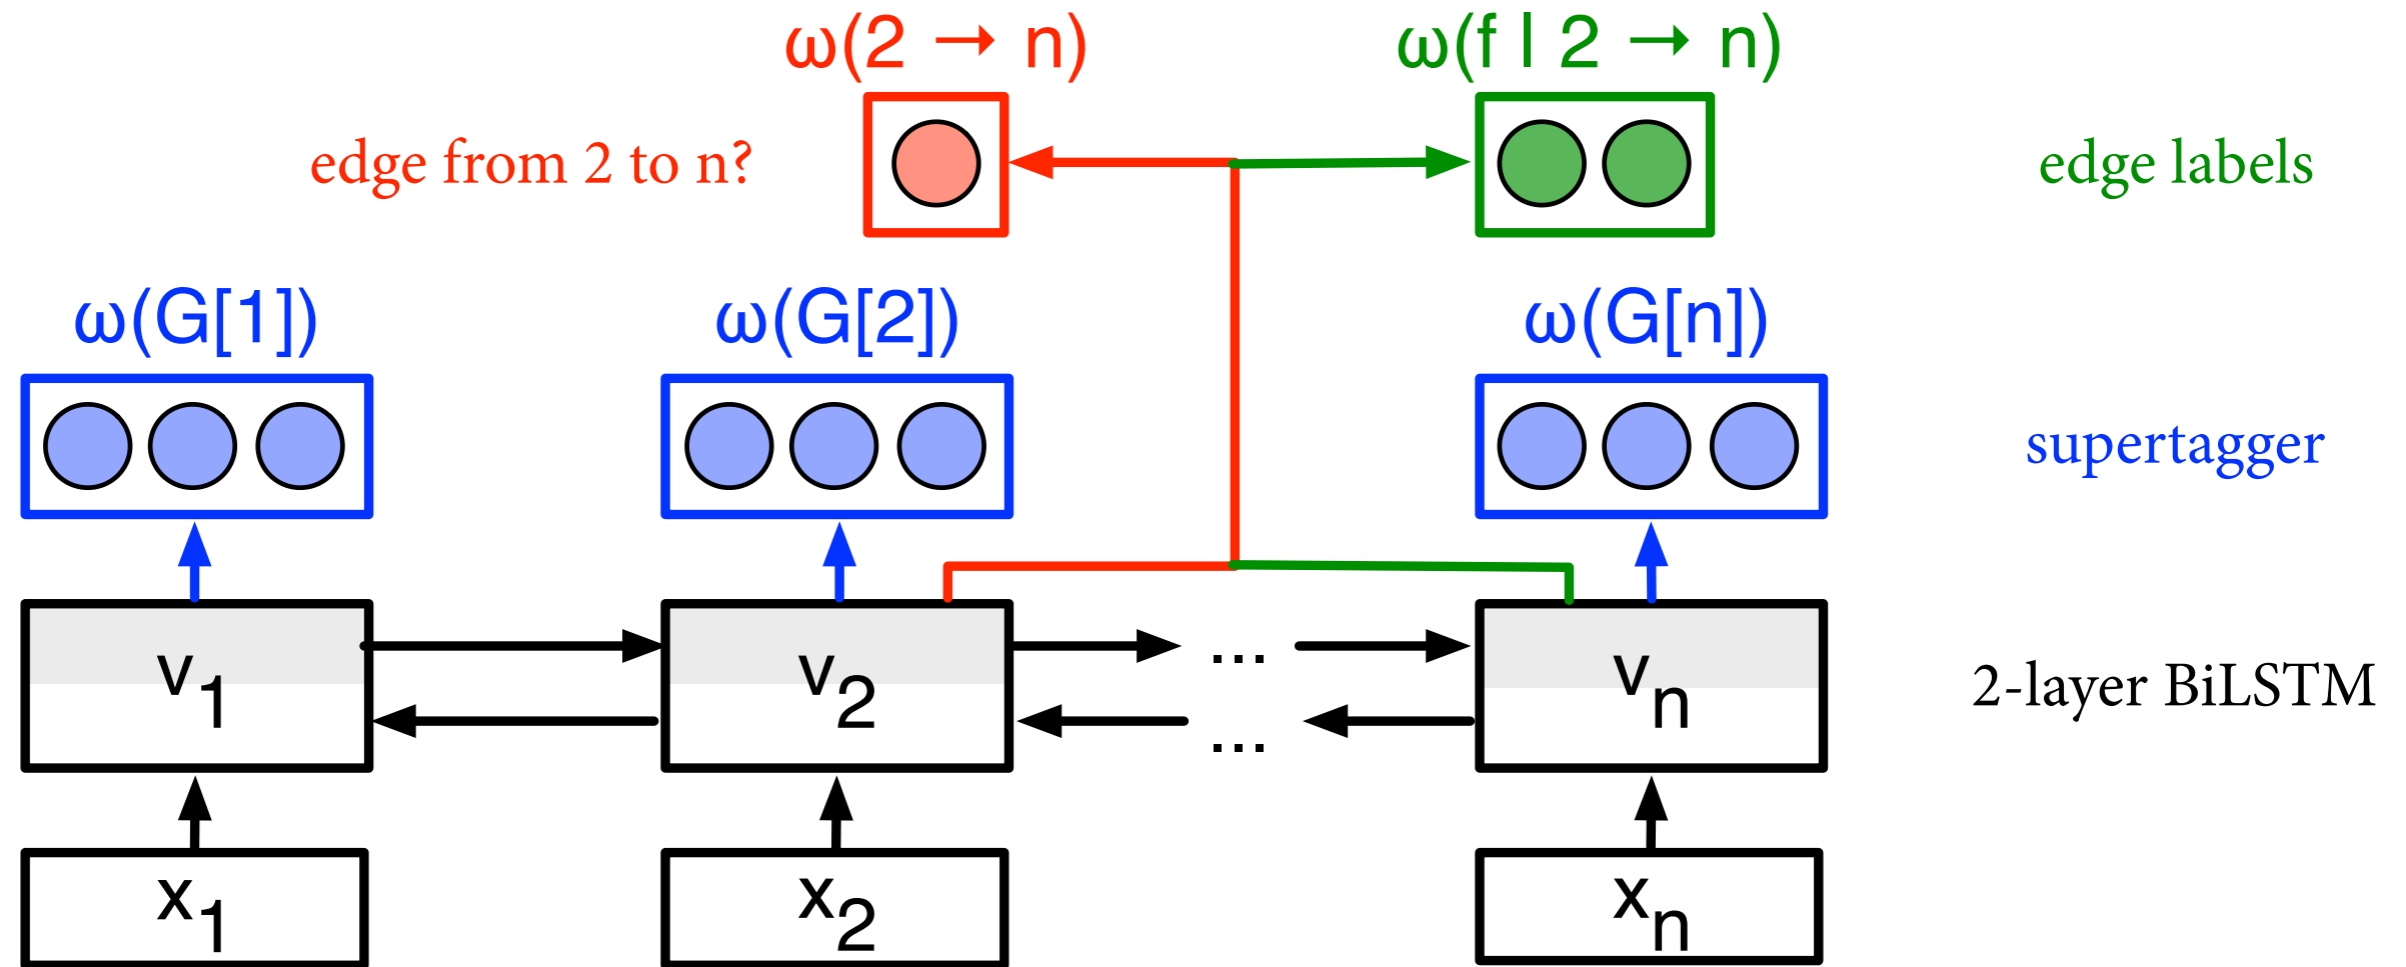 ω(2 → n) ω(f | 2 → n)
edge from 2 to n? edge labels
ω(G[1]) ω(G[2]) ω(G[n])
supertagger
v1 v2 ... vn
...
2-layer BiLSTM
x1 x2 xn